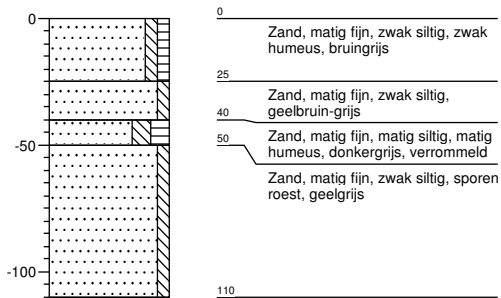 0
-50
-100
0
Zand, matig fijn, zwak siltig, zwak
humeus, bruingrijs
25
Zand, matig fijn, zwak siltig,
geelbruin-grijs
40
Zand, matig fijn, matig siltig, matig
humeus, donkergrijs, verrommeld
50
Zand, matig fijn, zwak siltig, sporen
roest, geelgrijs
110